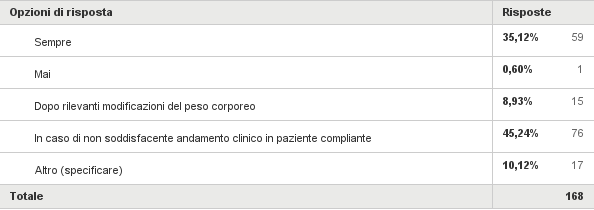 Opzioni di risposta Risposte
Sempre 35,12% 59
Mai 0,60% 1
Dopo rilevanti modificazioni del peso corporeo 8,93% 15
In caso di non soddisfacente andamento clinico in paziente compliante 45,24% 76
Altro (specificare) 10,12% 17
Totale 168